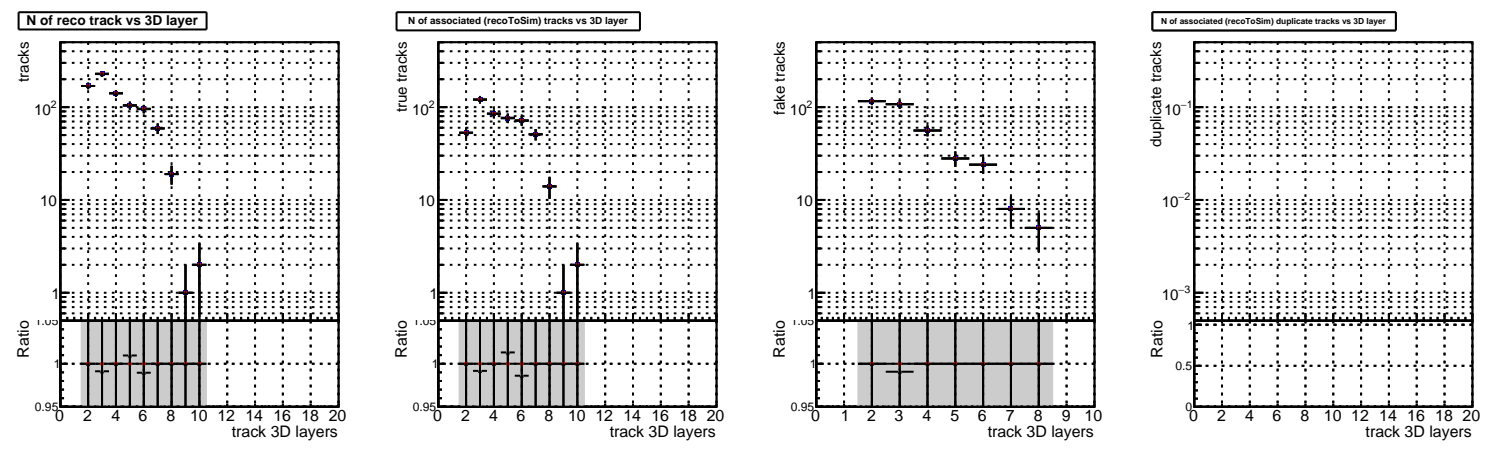 N of reco track vs 3D layer
tracks
10²
10
1
1.05
Ratio
1
0.95
0 2 4 6 8 10 12 14 16 18 20
track 3D layers
N of associated (recoToSim) tracks vs 3D layer
true tracks
10²
10
1
1.05
Ratio
1
0.95
0 2 4 6 8 10 12 14 16 18 20
track 3D layers
fake tracks
10²
10
1
1.05
Ratio
1
0.95
0 1 2 3 4 5 6 7 8 9 10
track 3D layers
N of associated (recoToSim) duplicate tracks vs 3D layer
duplicate tracks
10⁻¹
10⁻²
10⁻³
Ratio
1
0.5
0
0 2 4 6 8 10 12 14 16 18 20
track 3D layers